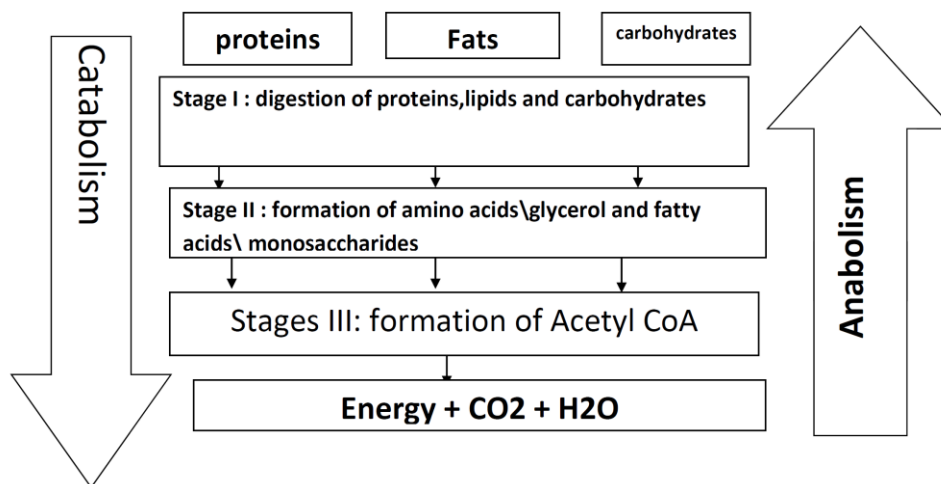 proteins
Fats
carbohydrates
Catabolism
Stage I : digestion of proteins,lipids and carbohydrates
Stage II : formation of amino acids\glycerol and fatty
acids\ monosaccharides
Stages III: formation of Acetyl CoA
Energy + CO2 + H2O
Anabolism